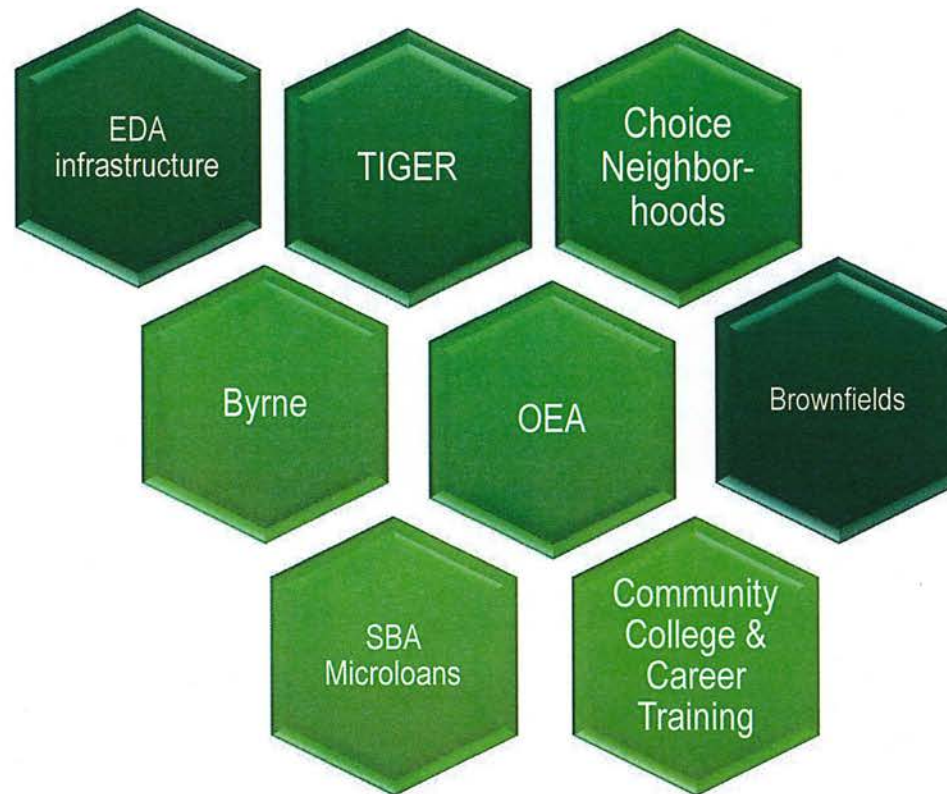 EDA
infrastructure
TIGER
Choice
Neighbor-
hoods
Byrne
OEA
Brownfields
SBA
Microloans
Community
College &
Career
Training